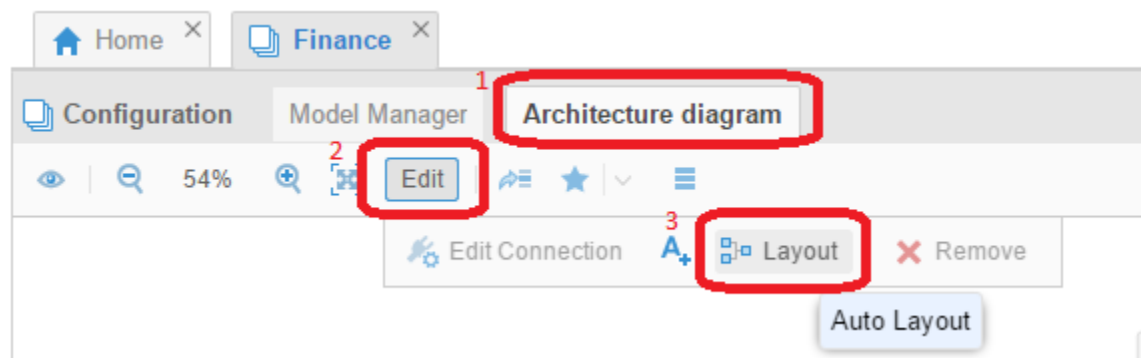 Home Finance
1
Configuration Model Manager Architecture diagram
2
54% Edit
3
Edit Connection A+ Layout Remove
Auto Layout